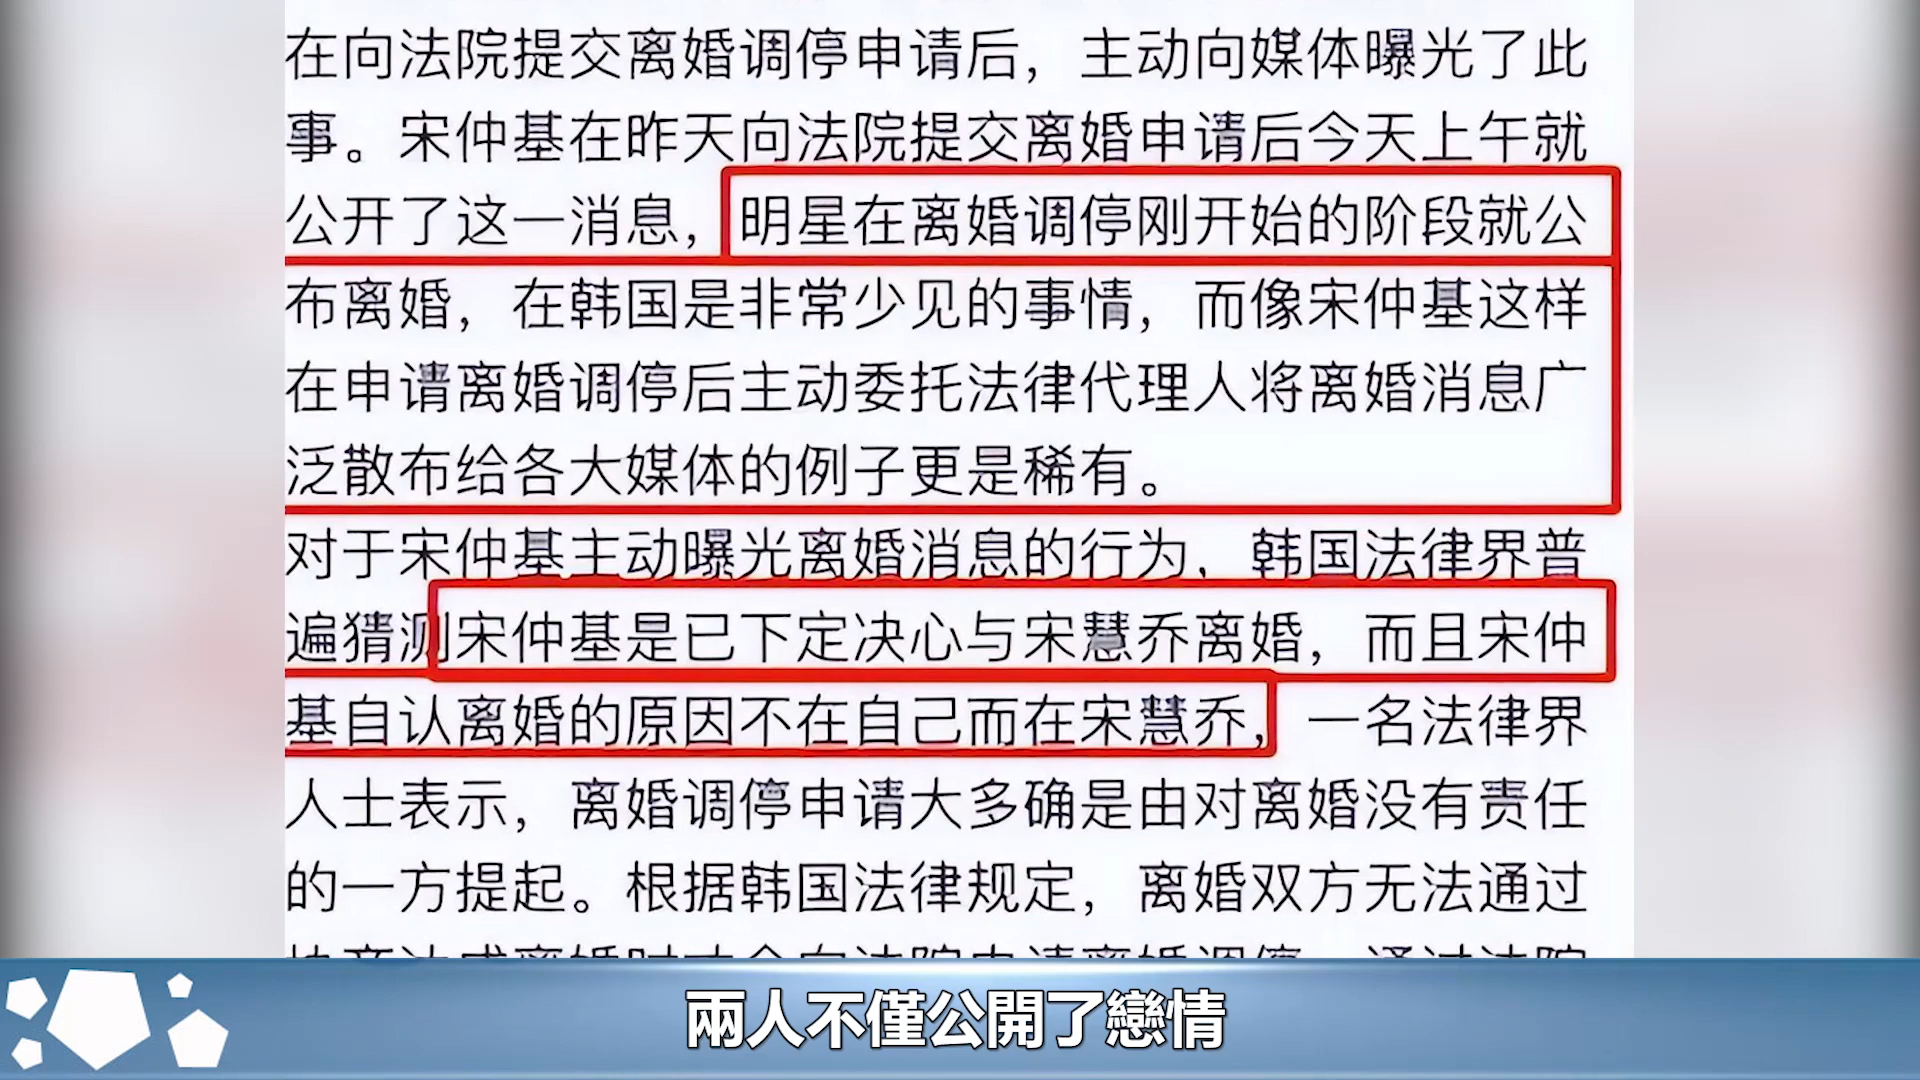 在向法院提交离婚调停申请后，主动向媒体曝光了此
事。宋仲基在昨天向法院提交离婚申请后今天上午就
公开了这一消息，明星在离婚调停刚开始的阶段就公
布离婚，在韩国是非常少见的事情，而像宋仲基这样
在申请离婚调停后主动委托法律代理人将离婚消息广
泛散布给各大媒体的例子更是稀有。
对于宋仲基主动曝光离婚消息的行为，韩国法律界普
遍猜测宋仲基是已下定决心与宋慧乔离婚，而且宋仲
基自认离婚的原因不在自己而在宋慧乔，一名法律界
人士表示，离婚调停申请大多确是由对离婚没有责任
的一方提起。根据韩国法律规定，离婚双方无法通过
兩人不僅公開了戀情